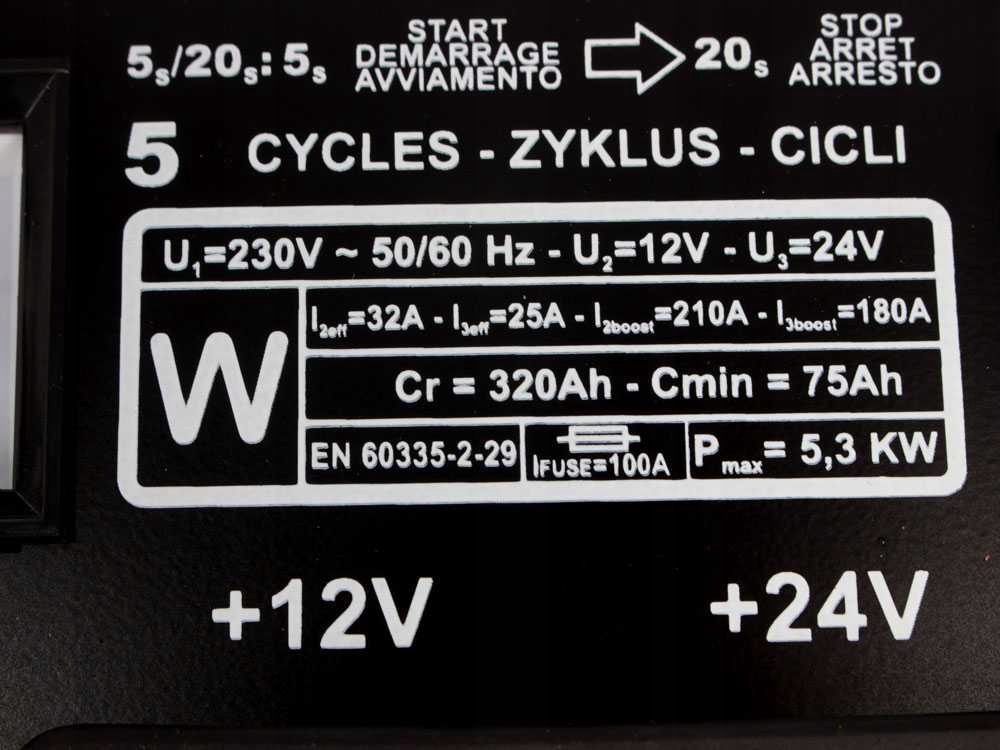 5s/20s: 5s START DEMARRAGE AVVIAMENTO 20s STOP ARRET ARRESTO
5 CYCLES - ZYKLUS - CICLI
U1=230V ~ 50/60 Hz - U2=12V - U3=24V
W
I2eff=32A - I3eff=25A - I2boost=210A - I3boost=180A
Cr = 320Ah - Cmin = 75Ah
EN 60335-2-29 IFUSE=100A Pmax= 5,3 KW
+12V +24V